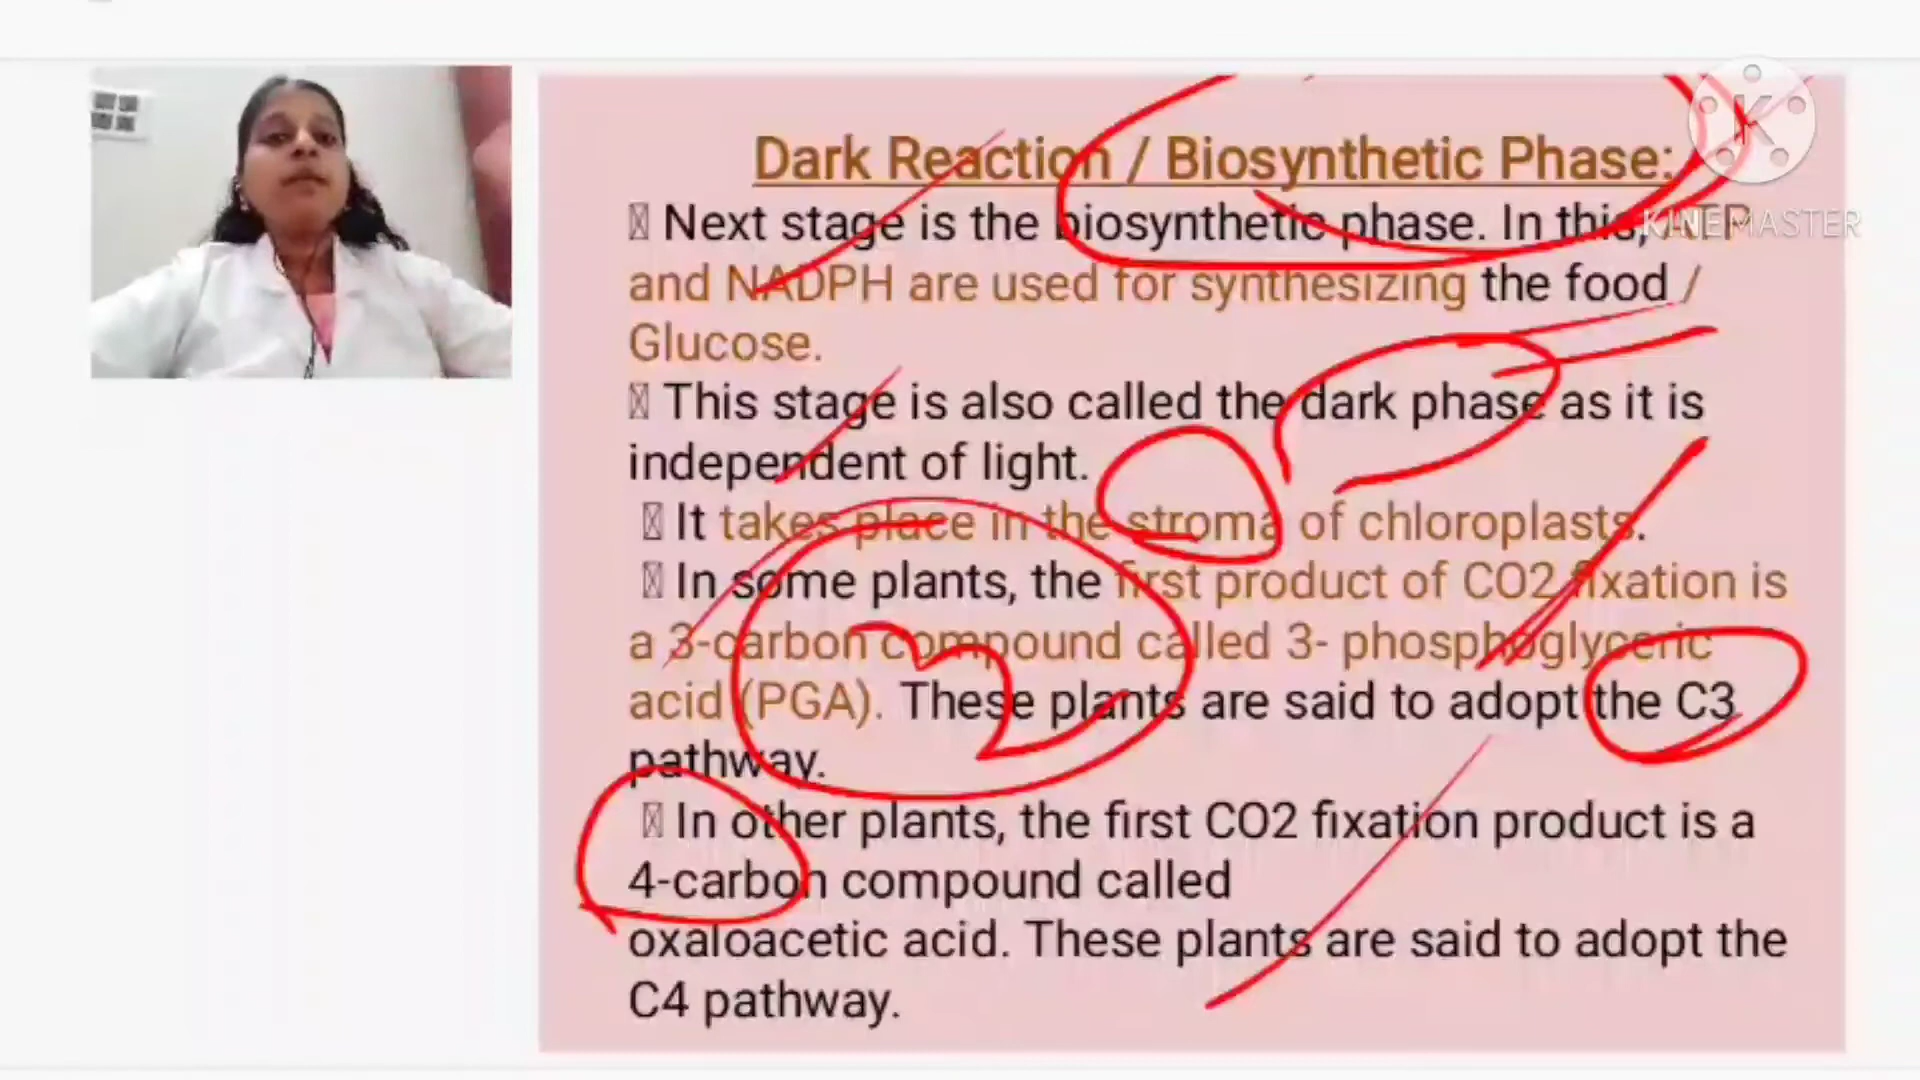 Dark Reaction / Biosynthetic Phase:
Next stage is the biosynthetic phase. In this, ATP
and NADPH are used for synthesizing the food /
Glucose.
This stage is also called the dark phase as it is
independent of light.
It takes place in the stroma of chloroplasts.
In some plants, the first product of CO2 fixation is
a 3-carbon compound called 3- phosphoglyceric
acid (PGA). These plants are said to adopt the C3
pathway.
In other plants, the first CO2 fixation product is a
4-carbon compound called
oxaloacetic acid. These plants are said to adopt the
C4 pathway.
K
KINEMASTER